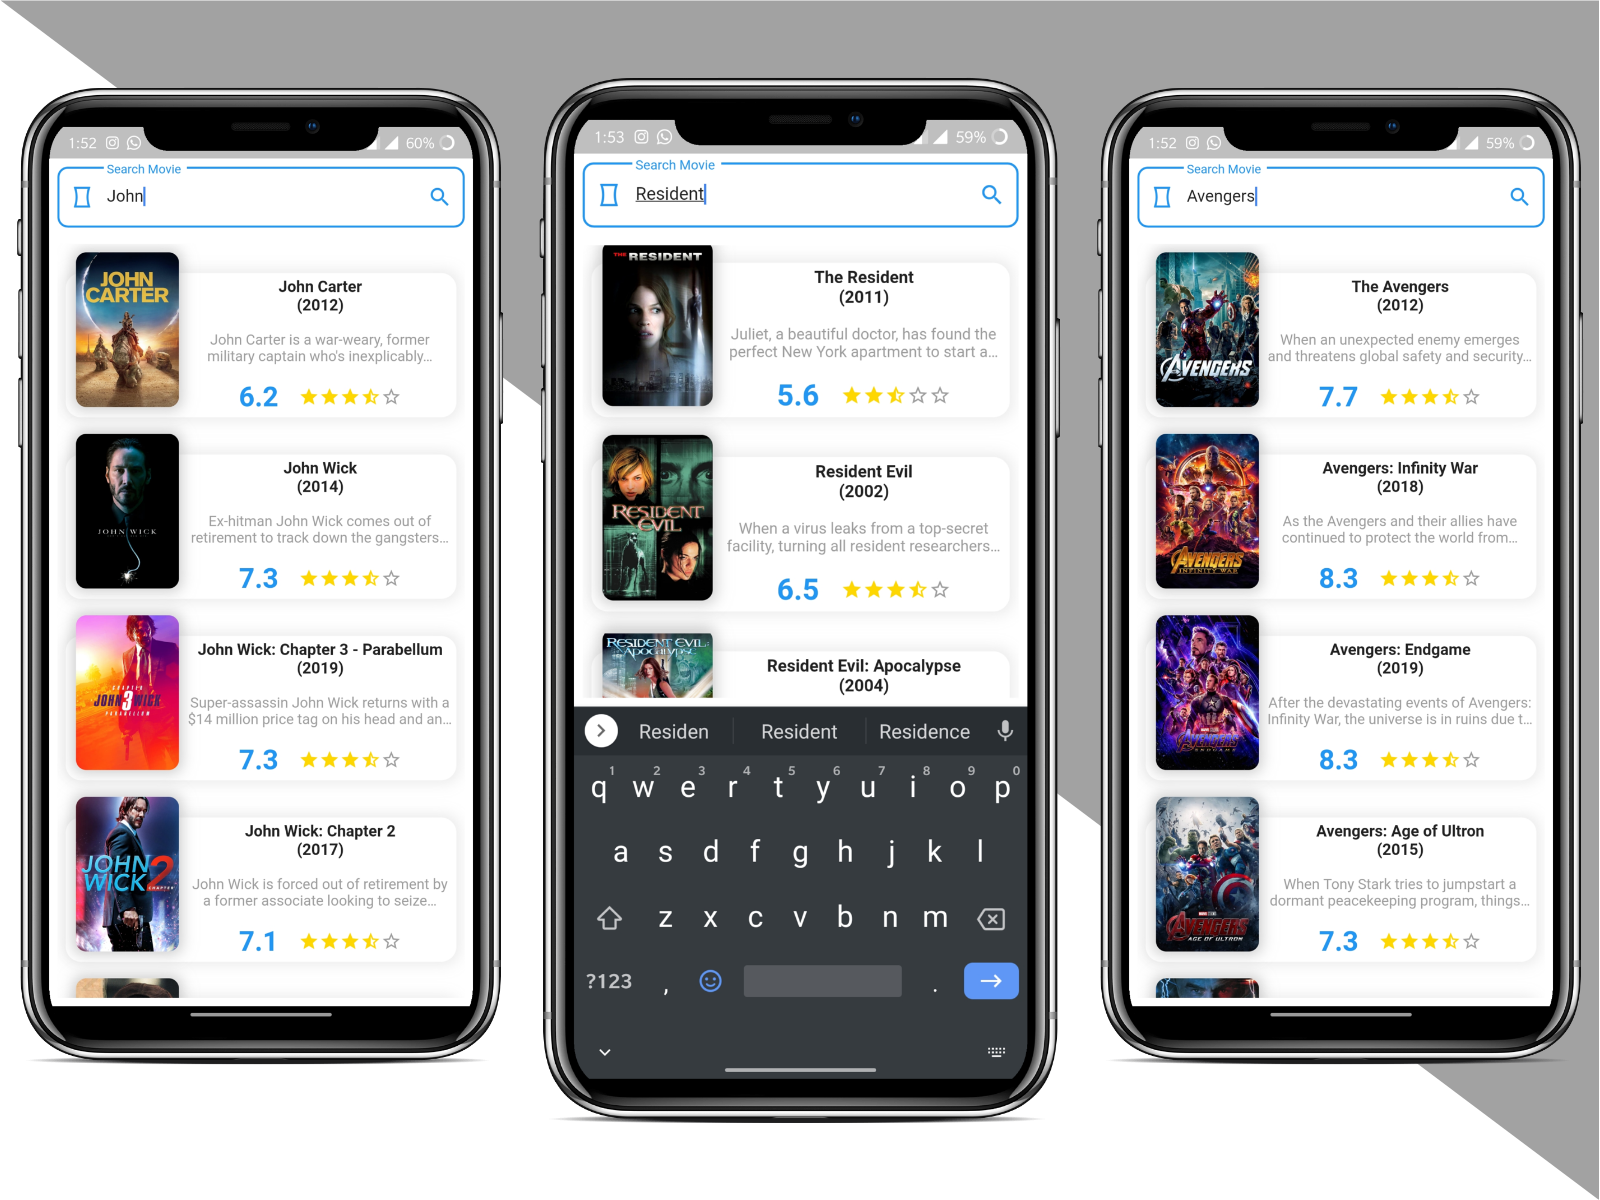 1:52
60%
Search Movie
John
JOHN
CARTER
John Carter
(2012)
John Carter is a war-weary, former
military captain who's inexplicably...
6.2
JOHN WICK
John Wick
(2014)
Ex-hitman John Wick comes out of
retirement to track down the gangsters...
7.3
CHAPTER
JOHN 3 WICK
PARABELLUM
John Wick: Chapter 3 - Parabellum
(2019)
Super-assassin John Wick returns with a
$14 million price tag on his head and an...
7.3
JOHN
WICK 2
CHAPTER
John Wick: Chapter 2
(2017)
John Wick is forced out of retirement by
a former associate looking to seize...
7.1
1:53
59%
Search Movie
Resident
THE RESIDENT
The Resident
(2011)
Juliet, a beautiful doctor, has found the
perfect New York apartment to start a...
5.6
RESIDENT
EVIL
Resident Evil
(2002)
When a virus leaks from a top-secret
facility, turning all resident researchers...
6.5
RESIDENT EVIL:
APOCALYPSE
Resident Evil: Apocalypse
(2004)
Residen Resident Residence
1 2 3 4 5 6 7 8 9 0
q w e r t y u i o p
a s d f g h j k l
z x c v b n m
?123 , .
1:52
59%
Search Movie
Avengers
AVENGERS
The Avengers
(2012)
When an unexpected enemy emerges
and threatens global safety and security...
7.7
AVENGERS
INFINITY WAR
Avengers: Infinity War
(2018)
As the Avengers and their allies have
continued to protect the world from...
8.3
AVENGERS
ENDGAME
Avengers: Endgame
(2019)
After the devastating events of Avengers:
Infinity War, the universe is in ruins due t...
8.3
AVENGERS
AGE OF ULTRON
Avengers: Age of Ultron
(2015)
When Tony Stark tries to jumpstart a
dormant peacekeeping program, things...
7.3